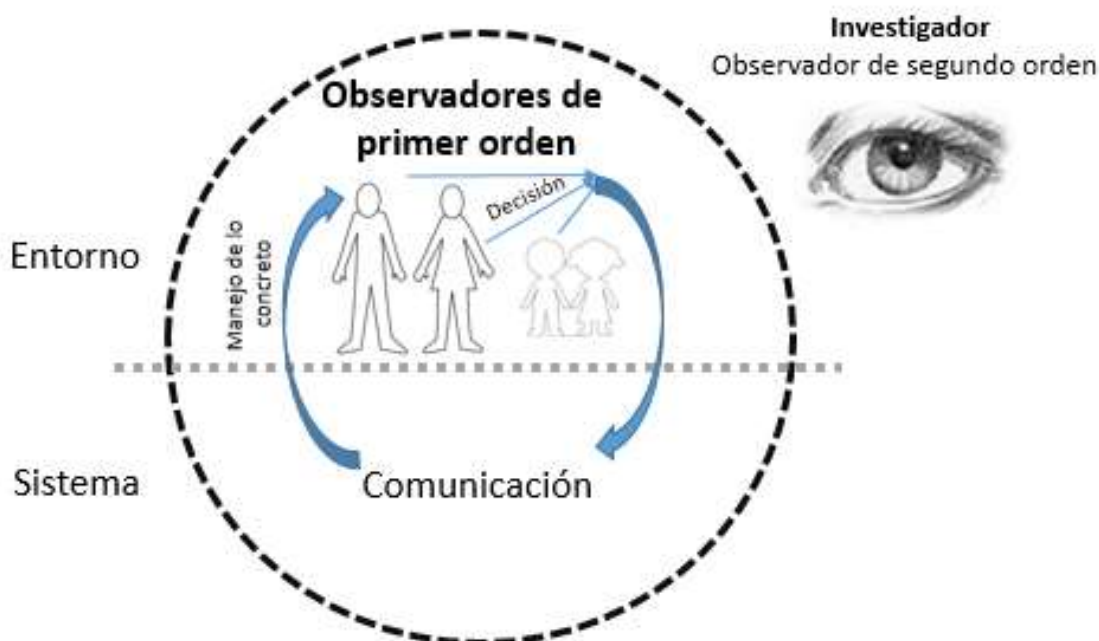 Investigador
Observador de segundo orden
Observadores de
primer orden
Decisión
Manejo de lo
concreto
Entorno
Sistema
Comunicación